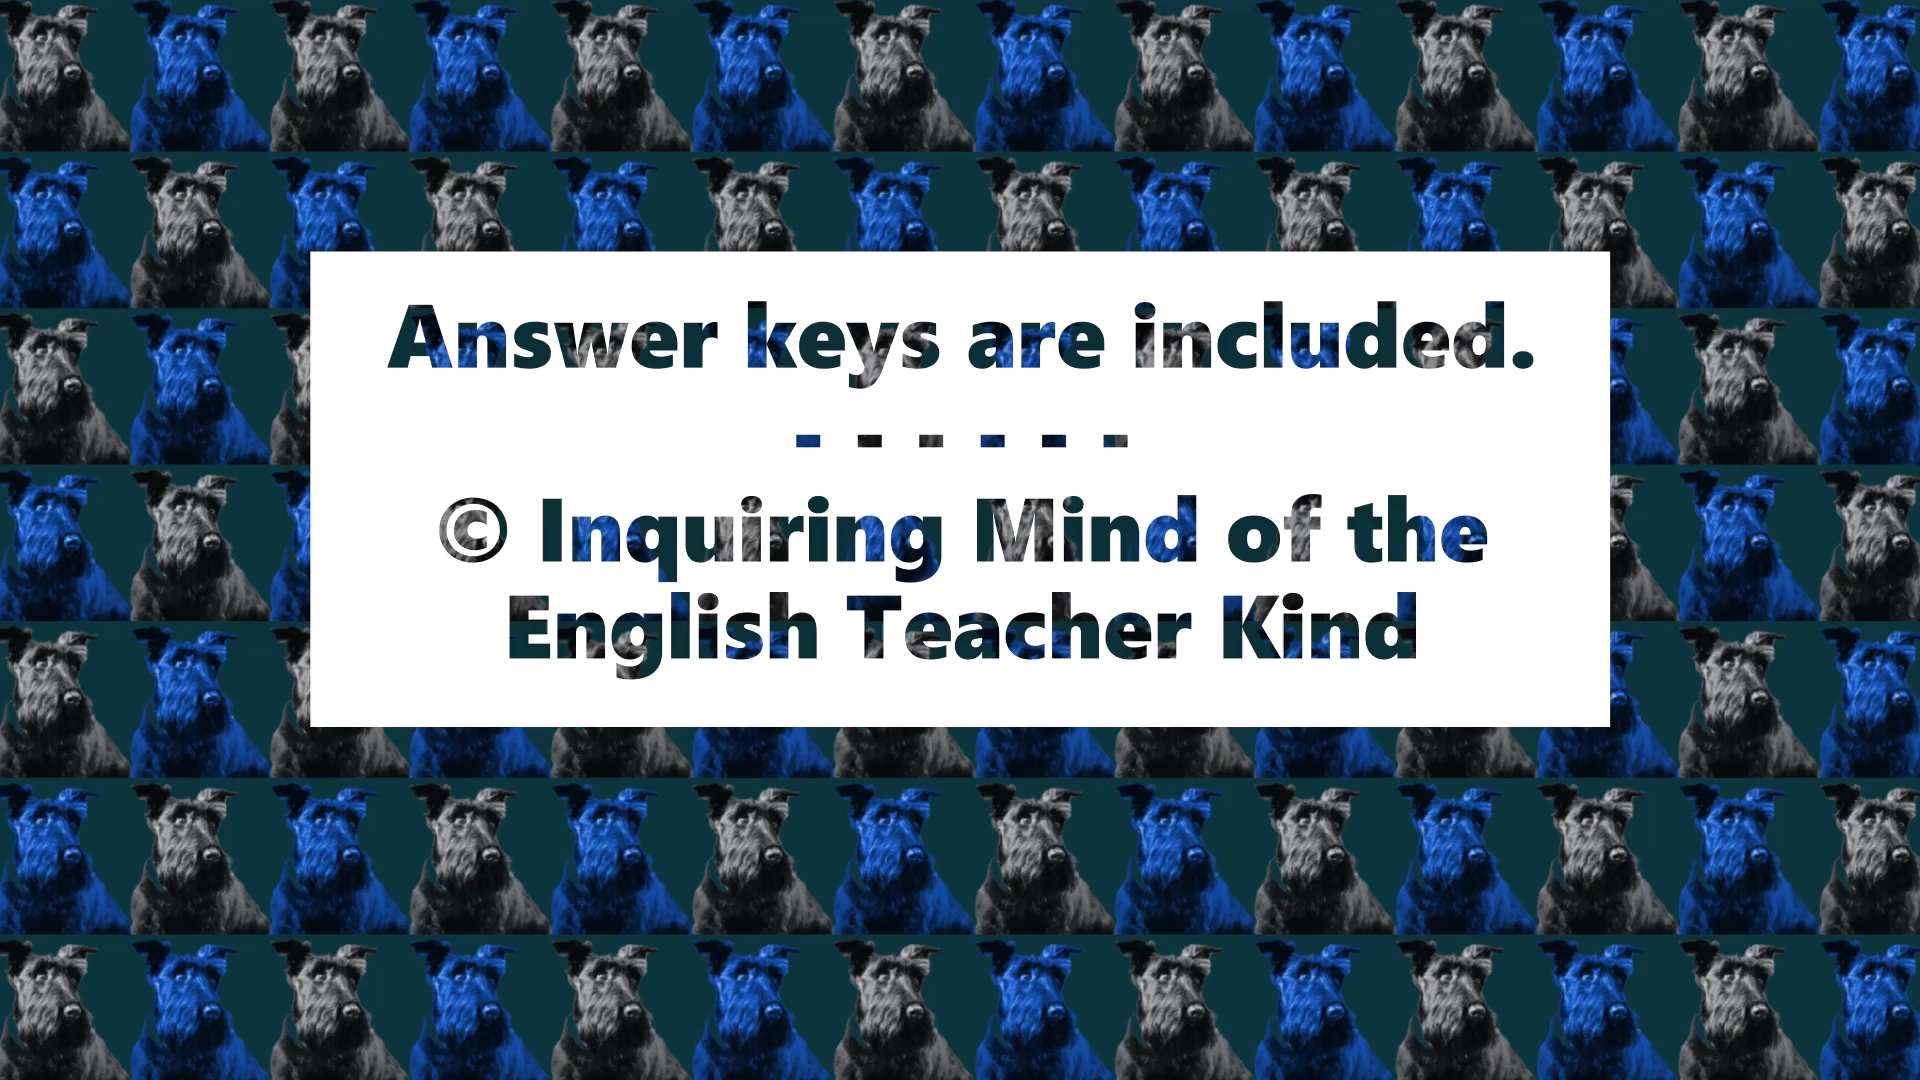 Answer keys are included.
- - - - - -
© Inquiring Mind of the
English Teacher Kind